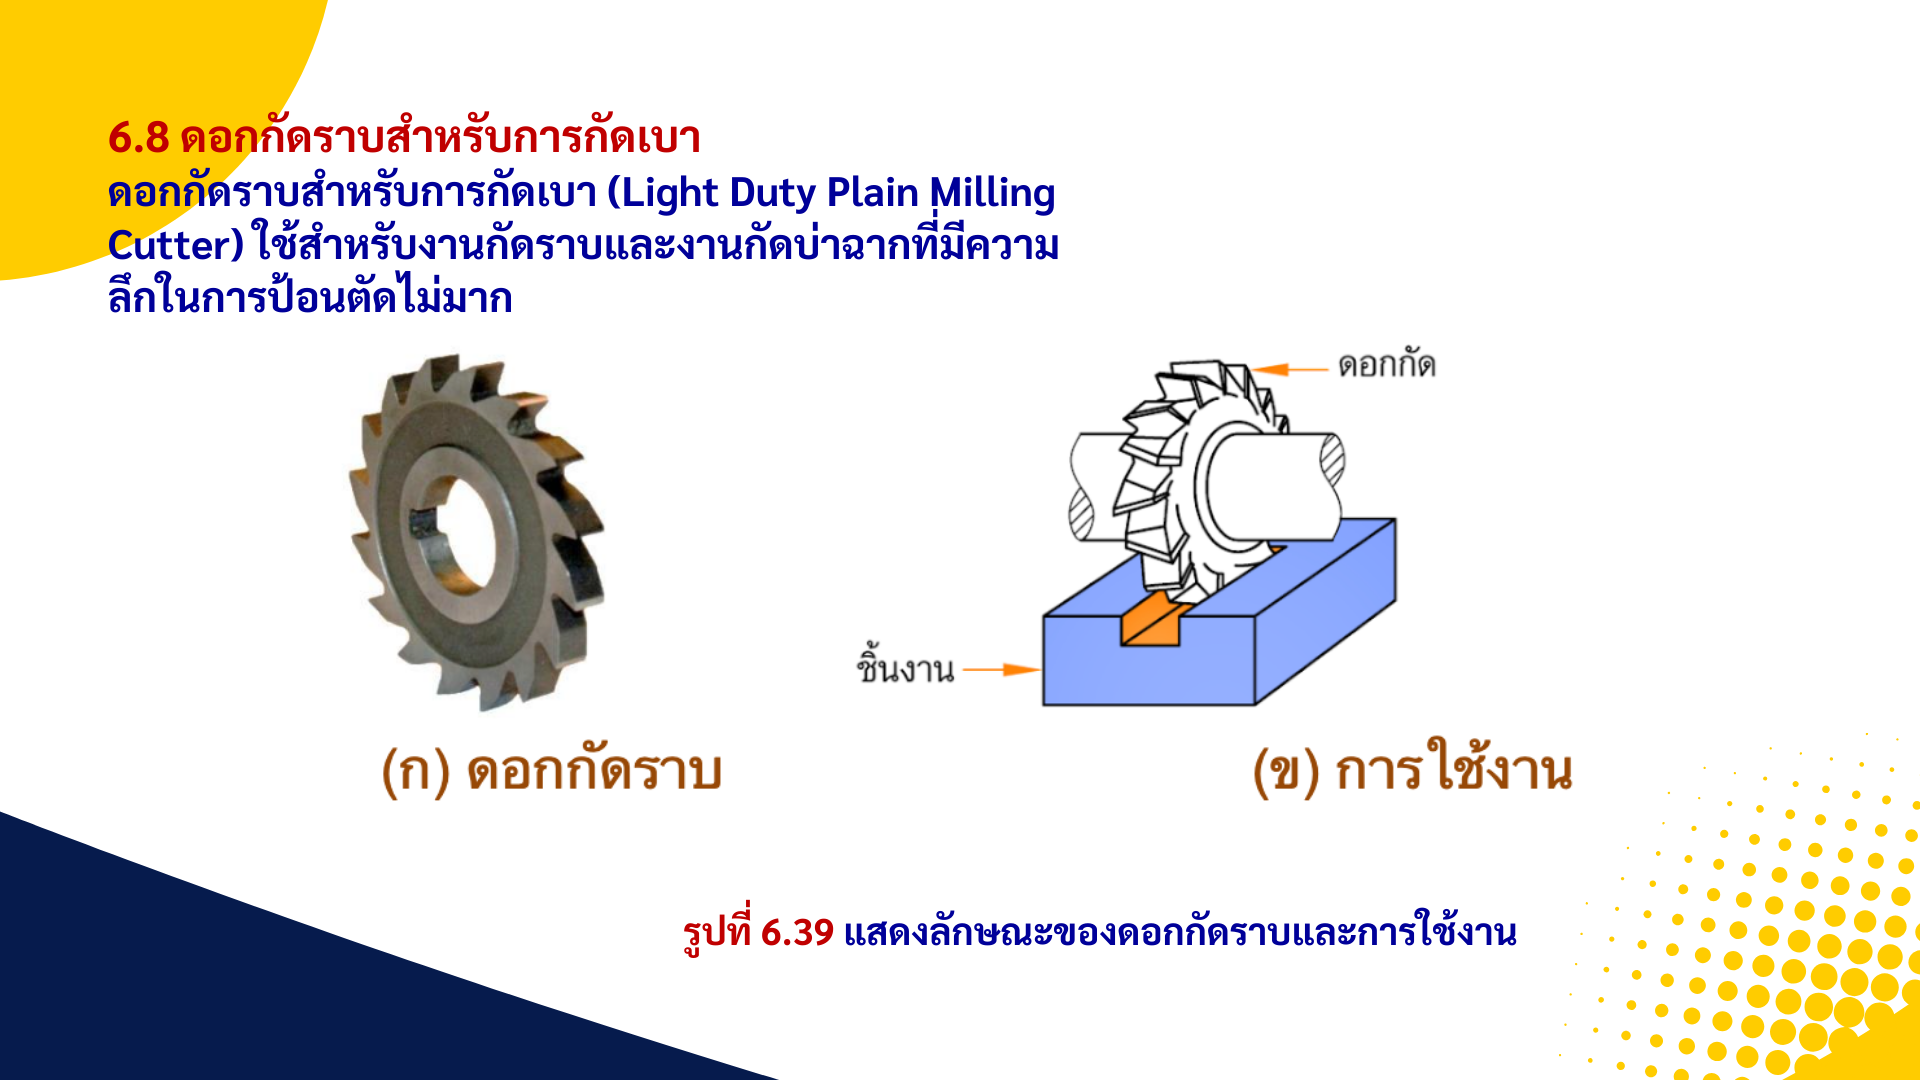 6.8 ดอกกัดราบสำหรับการกัดเบา
ดอกกัดราบสำหรับการกัดเบา (Light Duty Plain Milling
Cutter) ใช้สำหรับงานกัดราบและงานกัดบ่าฉากที่มีความ
ลึกในการป้อนตัดไม่มาก
ดอกกัด
ชิ้นงาน
(ก) ดอกกัดราบ
(ข) การใช้งาน
รูปที่ 6.39 แสดงลักษณะของดอกกัดราบและการใช้งาน